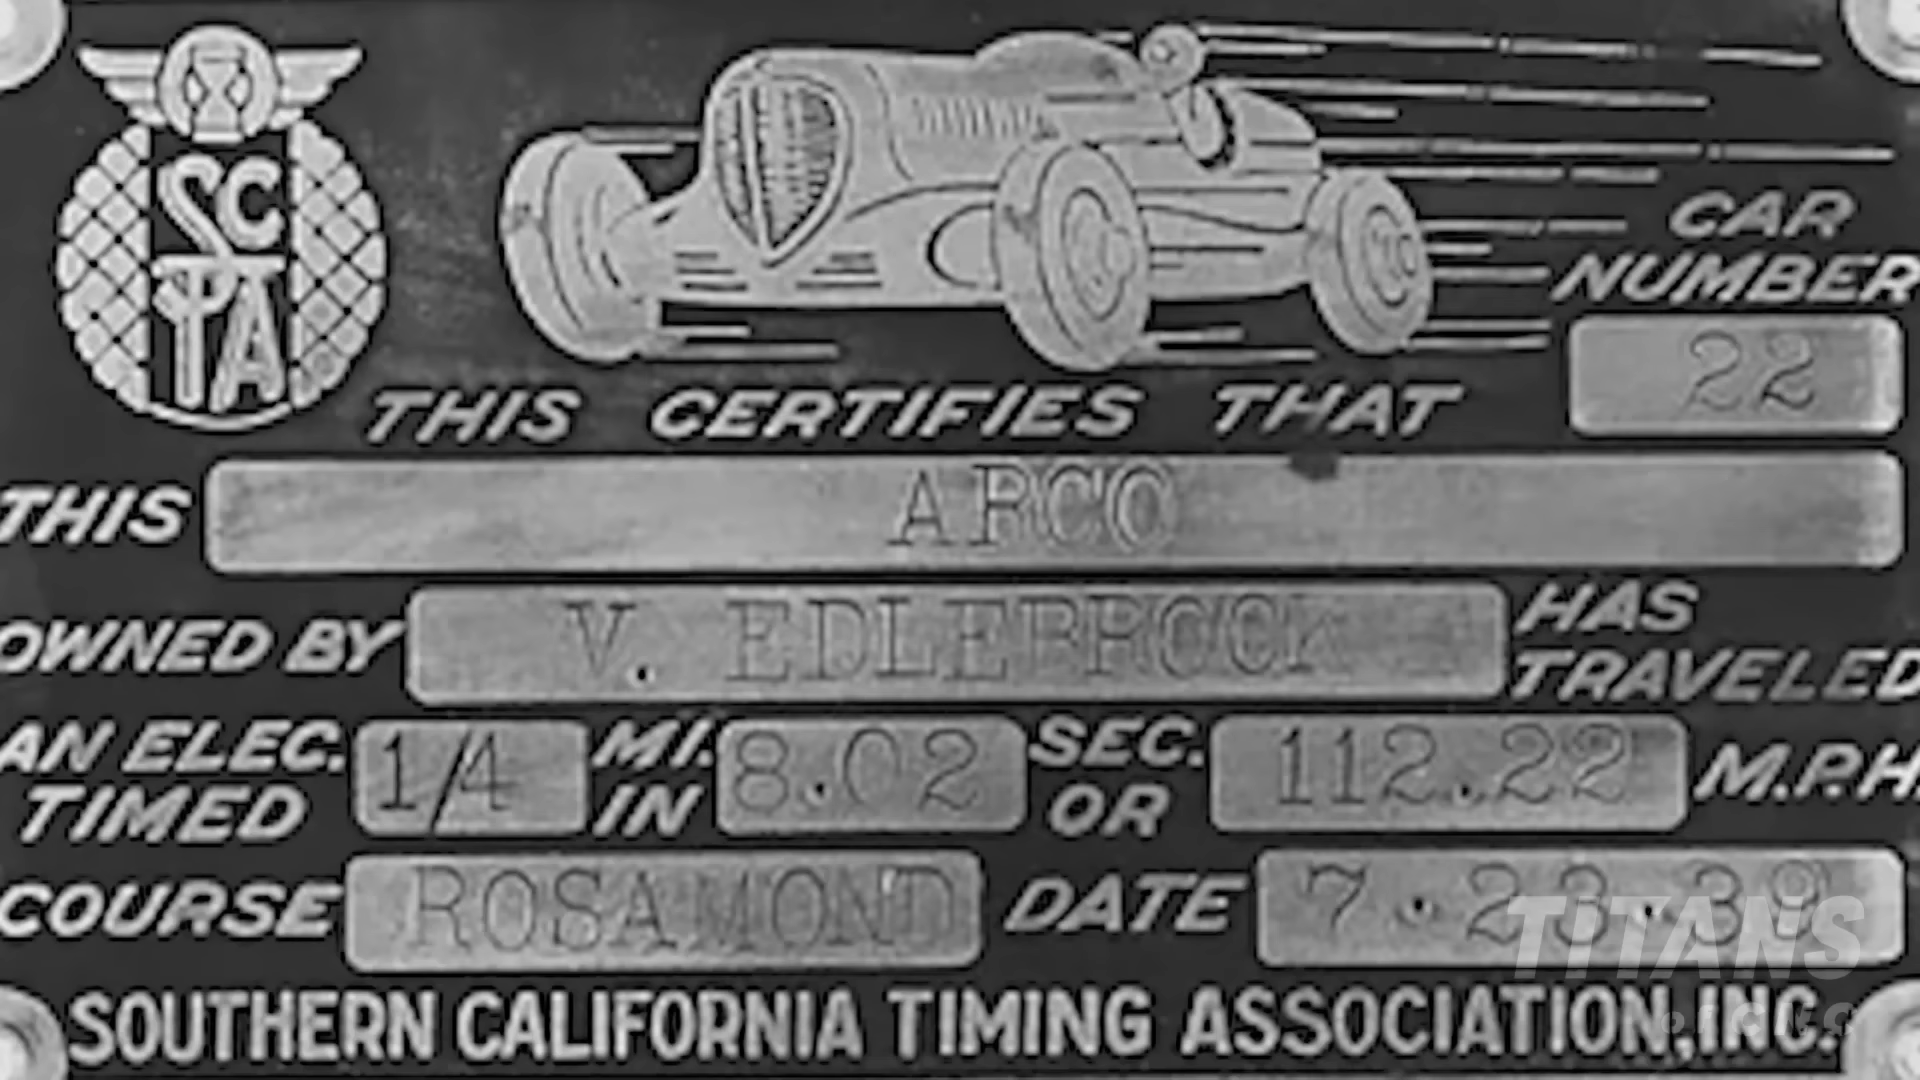 SC
TA
CAR
NUMBER
22
THIS CERTIFIES THAT
THIS ARCO
OWNED BY V. EDLEBROCK HAS TRAVELED
AN ELEC. TIMED 1/4 MI. IN 8.02 SEC. OR 112.22 M.P.H.
COURSE ROSAMOND DATE 7.23.39
SOUTHERN CALIFORNIA TIMING ASSOCIATION, INC.
TITANS